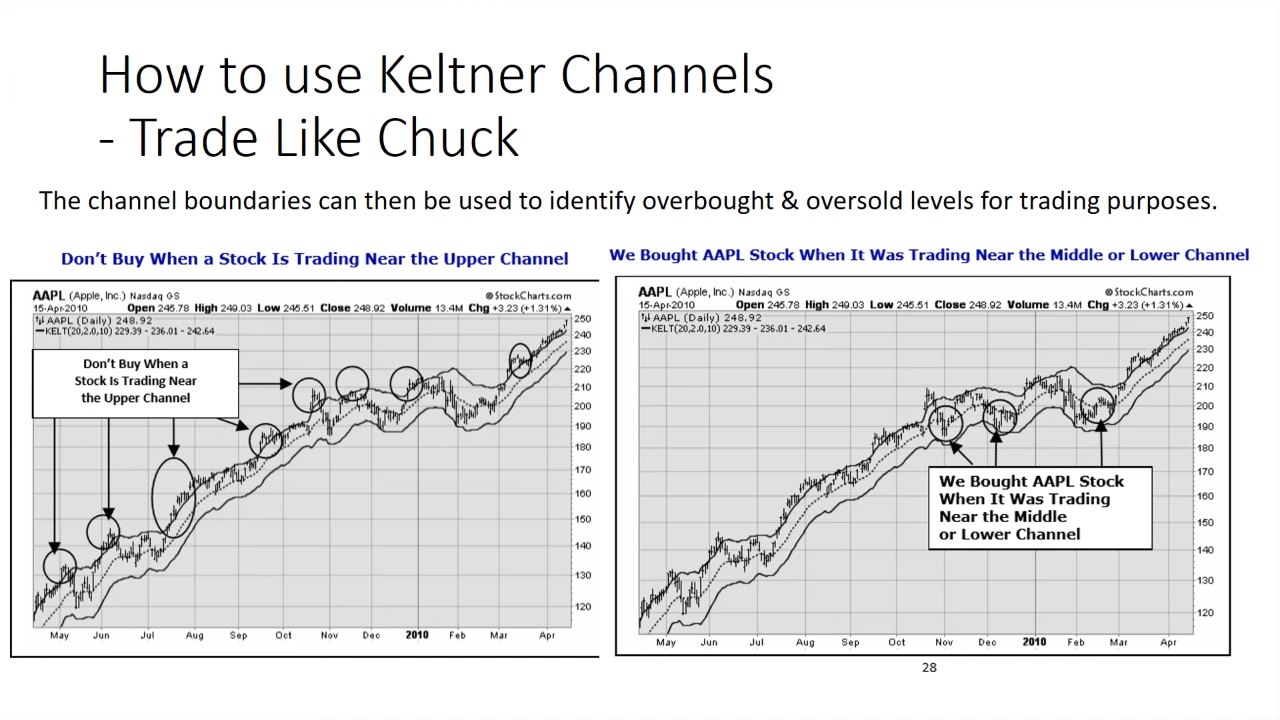 How to use Keltner Channels
- Trade Like Chuck
The channel boundaries can then be used to identify overbought & oversold levels for trading purposes.
Don't Buy When a Stock Is Trading Near the Upper Channel
AAPL (Apple, Inc.) Nasdaq GS
© StockCharts.com
15-Apr-2010
Open 245.78 High 249.03 Low 245.51 Close 248.92 Volume 13.4M Chg +3.23 (+1.31%)
AAPL (Daily) 248.92
KELT(20,2.0,10) 229.39 - 236.01 - 242.64
Don't Buy When a
Stock Is Trading Near
the Upper Channel
250
240
230
220
210
200
190
180
170
160
150
140
130
120
May Jun Jul Aug Sep Oct Nov Dec 2010 Feb Mar Apr
We Bought AAPL Stock When It Was Trading Near the Middle or Lower Channel
AAPL (Apple, Inc.) Nasdaq GS
© StockCharts.com
15-Apr-2010
Open 245.78 High 249.03 Low 245.51 Close 248.92 Volume 13.4M Chg +3.23 (+1.31%)
AAPL (Daily) 248.92
KELT(20,2.0,10) 229.39 - 236.01 - 242.64
We Bought AAPL Stock
When It Was Trading
Near the Middle
or Lower Channel
250
240
230
220
210
200
190
180
170
160
150
140
130
120
May Jun Jul Aug Sep Oct Nov Dec 2010 Feb Mar Apr
28